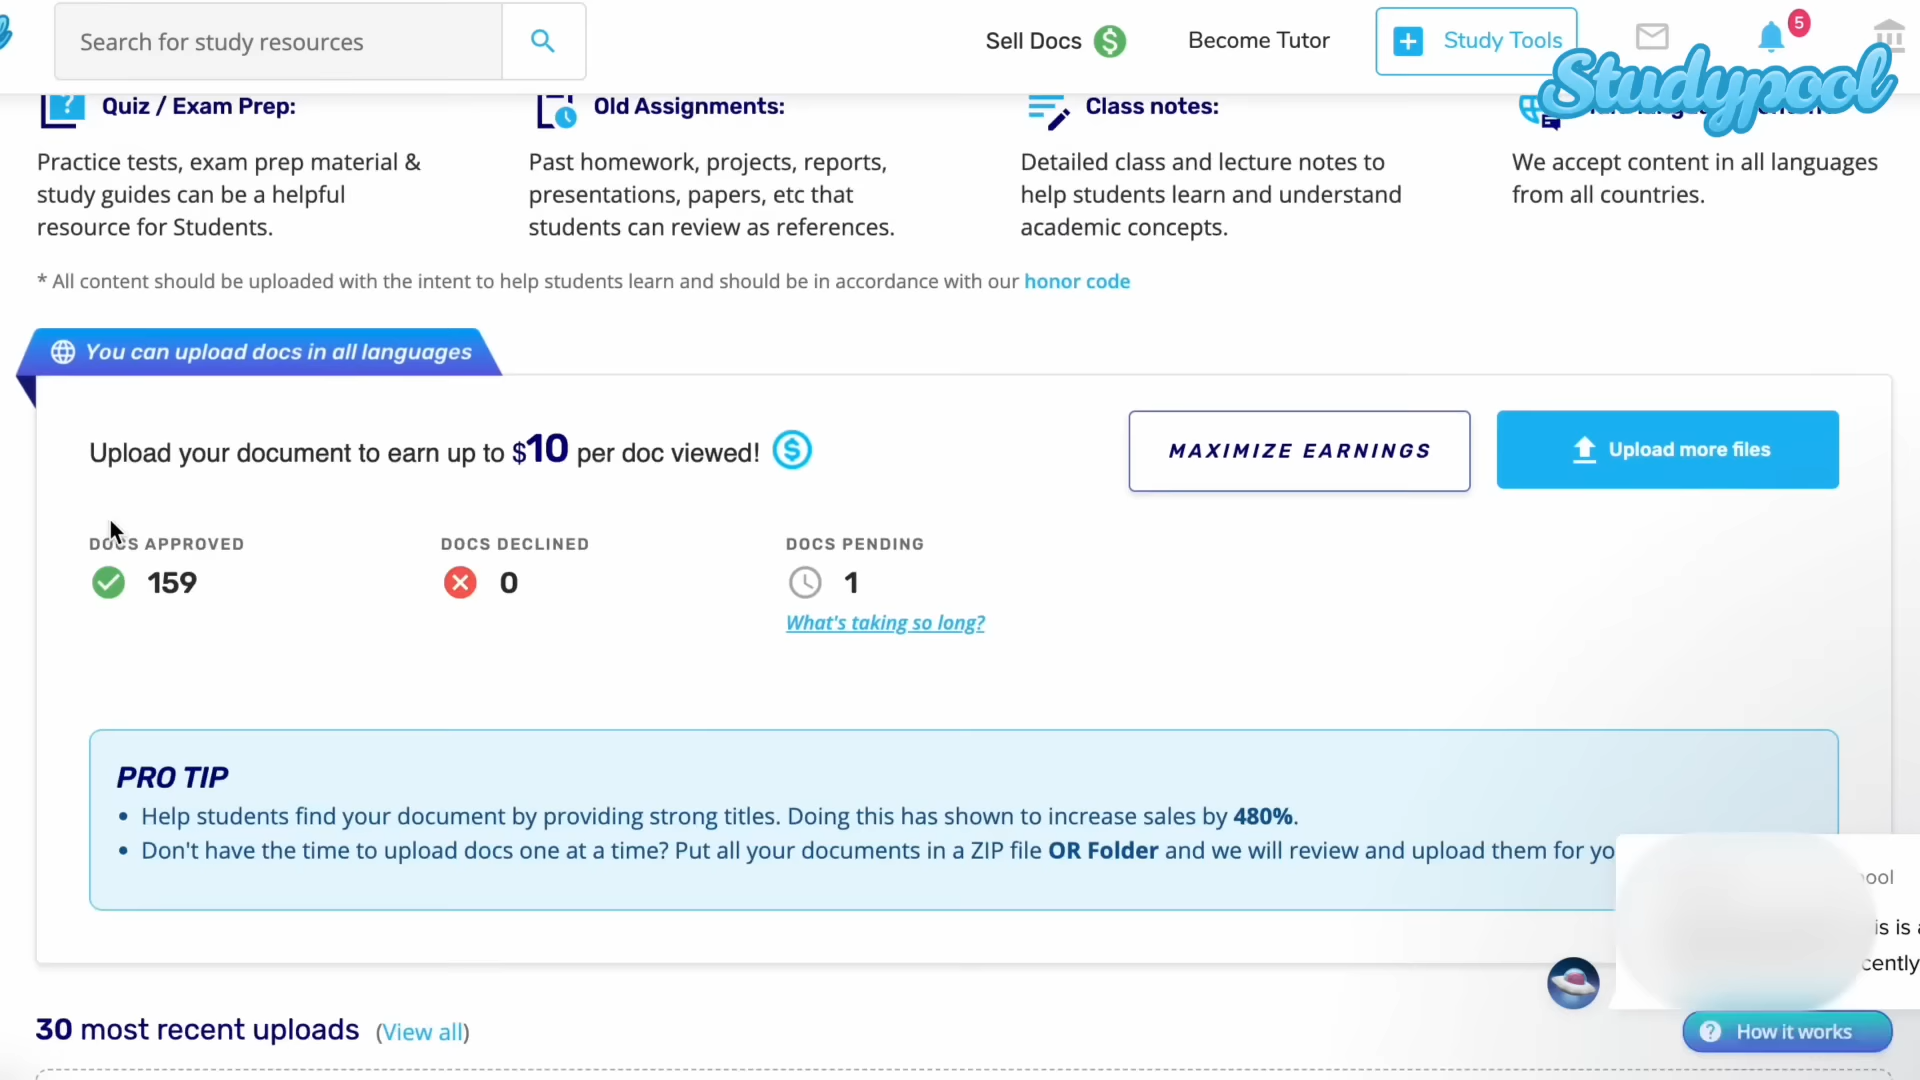 Search for study resources
Sell Docs
Become Tutor
Study Tools
5
Studypool
Quiz / Exam Prep:
Old Assignments:
Class notes:
Practice tests, exam prep material &
study guides can be a helpful
resource for Students.
Past homework, projects, reports,
presentations, papers, etc that
students can review as references.
Detailed class and lecture notes to
help students learn and understand
academic concepts.
We accept content in all languages
from all countries.
* All content should be uploaded with the intent to help students learn and should be in accordance with our honor code
You can upload docs in all languages
Upload your document to earn up to $10 per doc viewed!
MAXIMIZE EARNINGS
Upload more files
DOCS APPROVED
159
DOCS DECLINED
0
DOCS PENDING
1
What's taking so long?
PRO TIP
• Help students find your document by providing strong titles. Doing this has shown to increase sales by 480%.
• Don't have the time to upload docs one at a time? Put all your documents in a ZIP file OR Folder and we will review and upload them for yo
ool
is is a
cently
30 most recent uploads (View all)
How it works